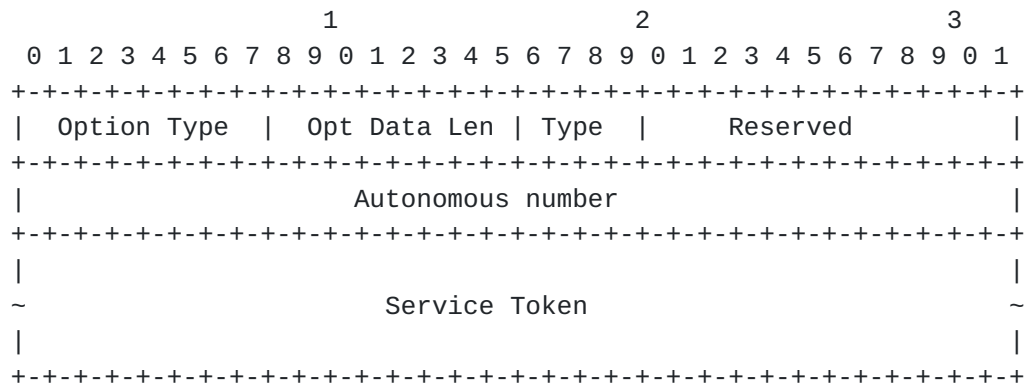 1                   2                  3
 0 1 2 3 4 5 6 7 8 9 0 1 2 3 4 5 6 7 8 9 0 1 2 3 4 5 6 7 8 9 0 1
+-+-+-+-+-+-+-+-+-+-+-+-+-+-+-+-+-+-+-+-+-+-+-+-+-+-+-+-+-+-+-+-+
|  Option Type  |  Opt Data Len | Type  |     Reserved          |
+-+-+-+-+-+-+-+-+-+-+-+-+-+-+-+-+-+-+-+-+-+-+-+-+-+-+-+-+-+-+-+-+
|                     Autonomous number                         |
+-+-+-+-+-+-+-+-+-+-+-+-+-+-+-+-+-+-+-+-+-+-+-+-+-+-+-+-+-+-+-+-+
|                                                               |
~                       Service Token                           ~
|                                                               |
+-+-+-+-+-+-+-+-+-+-+-+-+-+-+-+-+-+-+-+-+-+-+-+-+-+-+-+-+-+-+-+-+